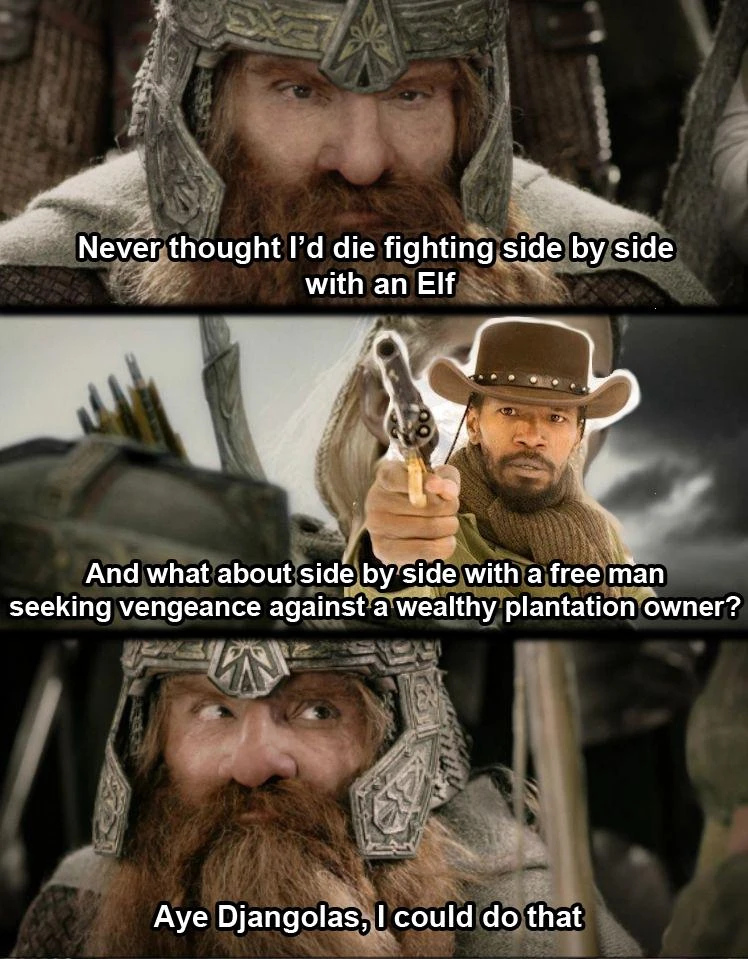 Never thought I'd die fighting side by side
with an Elf
And what about side by side with a free man
seeking vengeance against a wealthy plantation owner?
Aye Djangolas, I could do that